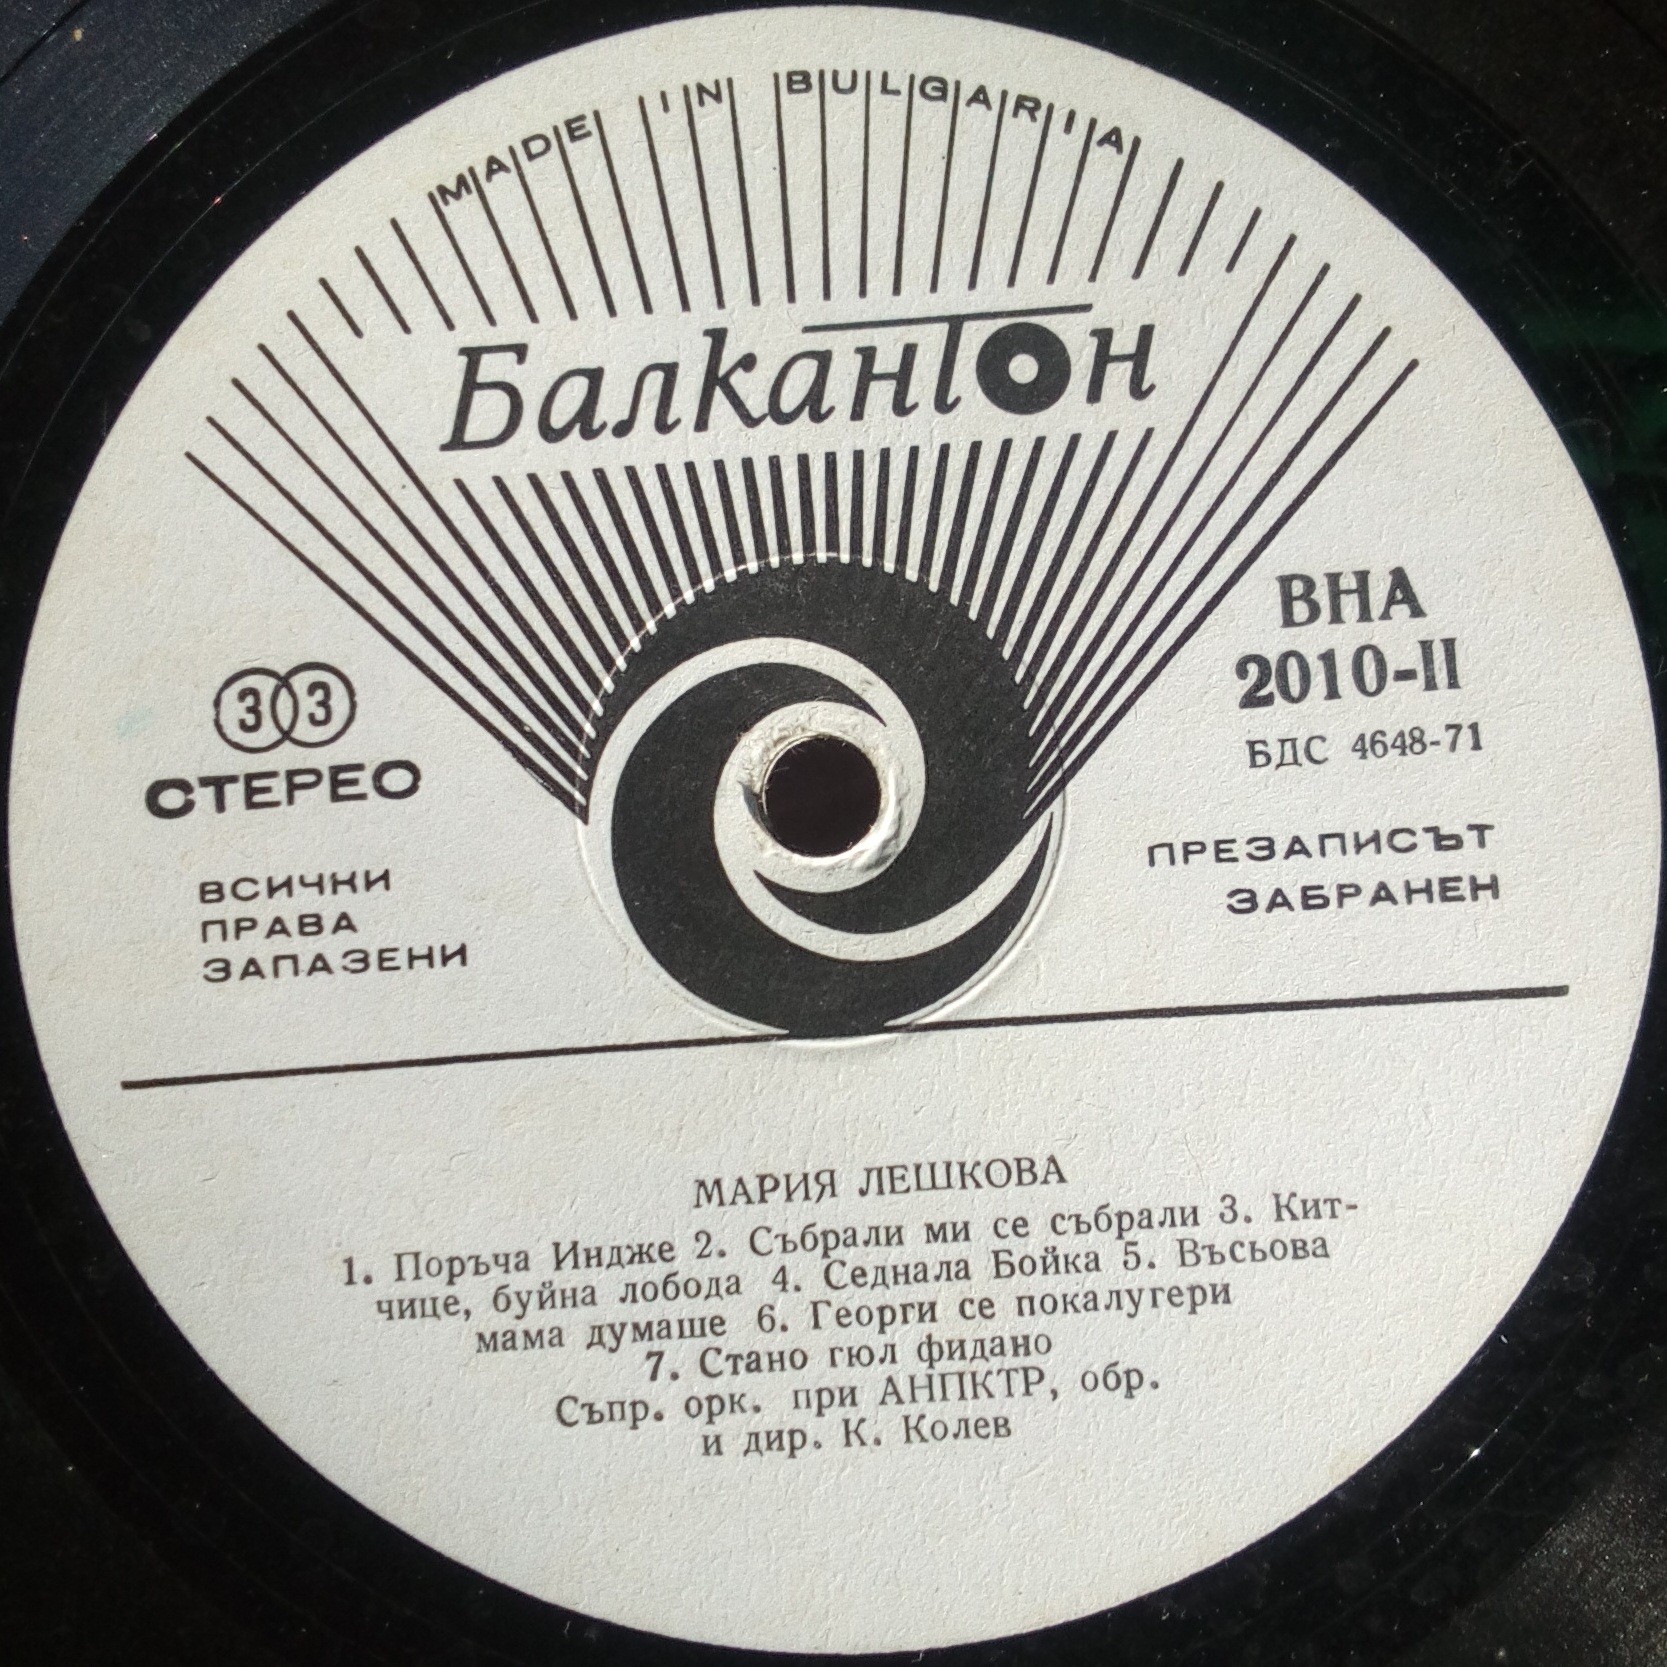 MADE IN BULGARIA
Балкантон
ВНА
2010-II
БДС 4648-71
33
СТЕРЕО
ПРЕЗАПИСЪТ
ЗАБРАНЕН
ВСИЧКИ
ПРАВА
ЗАПАЗЕНИ
МАРИЯ ЛЕШКОВА
1. Поръча Индже 2. Събрали ми се събрали 3. Кит-
чице, буйна лобода 4. Седнала Бойка 5. Въсьова
мама думаше 6. Георги се покалугери
7. Стано гюл фидано
Съпр. орк. при АНПКТР, обр.
и дир. К. Колев